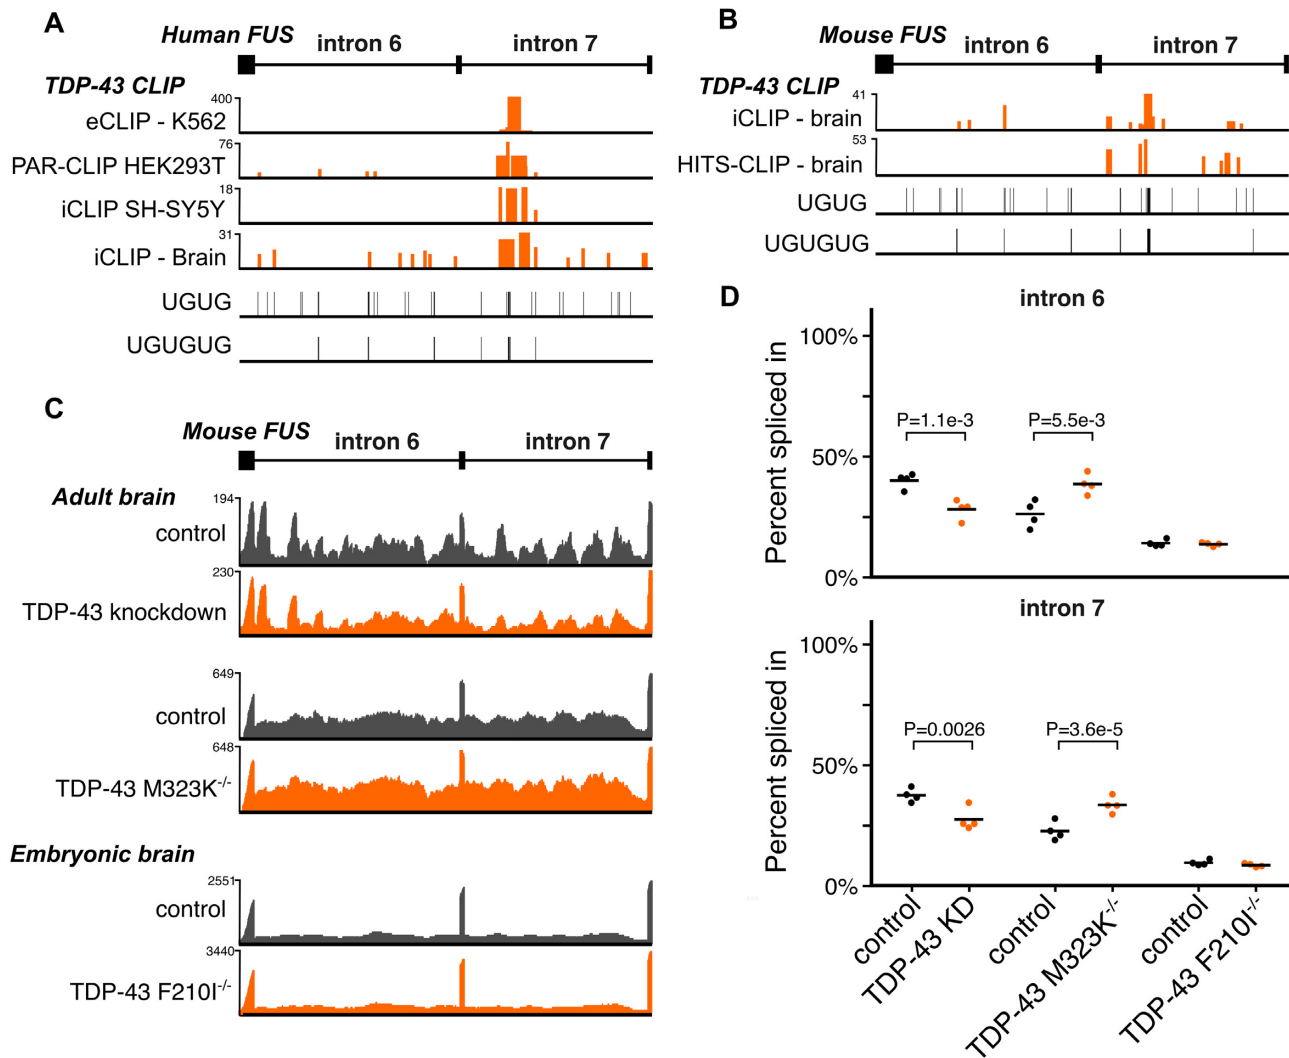 A
Human FUS
intron 6
intron 7
TDP-43 CLIP
400
eCLIP - K562
76
PAR-CLIP HEK293T
18
iCLIP SH-SY5Y
31
iCLIP - Brain
UGUG
UGUGUG
B
Mouse FUS
intron 6
intron 7
TDP-43 CLIP
41
iCLIP - brain
53
HITS-CLIP - brain
UGUG
UGUGUG
C
Mouse FUS
intron 6
intron 7
Adult brain
194
control
230
TDP-43 knockdown
649
control
648
TDP-43 M323K-/-
Embryonic brain
2551
control
3440
TDP-43 F210I-/-
D
intron 6
Percent spliced in
100%
50%
0%
P=1.1e-3
P=5.5e-3
intron 7
Percent spliced in
100%
50%
0%
P=0.0026
P=3.6e-5
control
TDP-43 KD
control
TDP-43 M323K-/-
control
TDP-43 F210I-/-